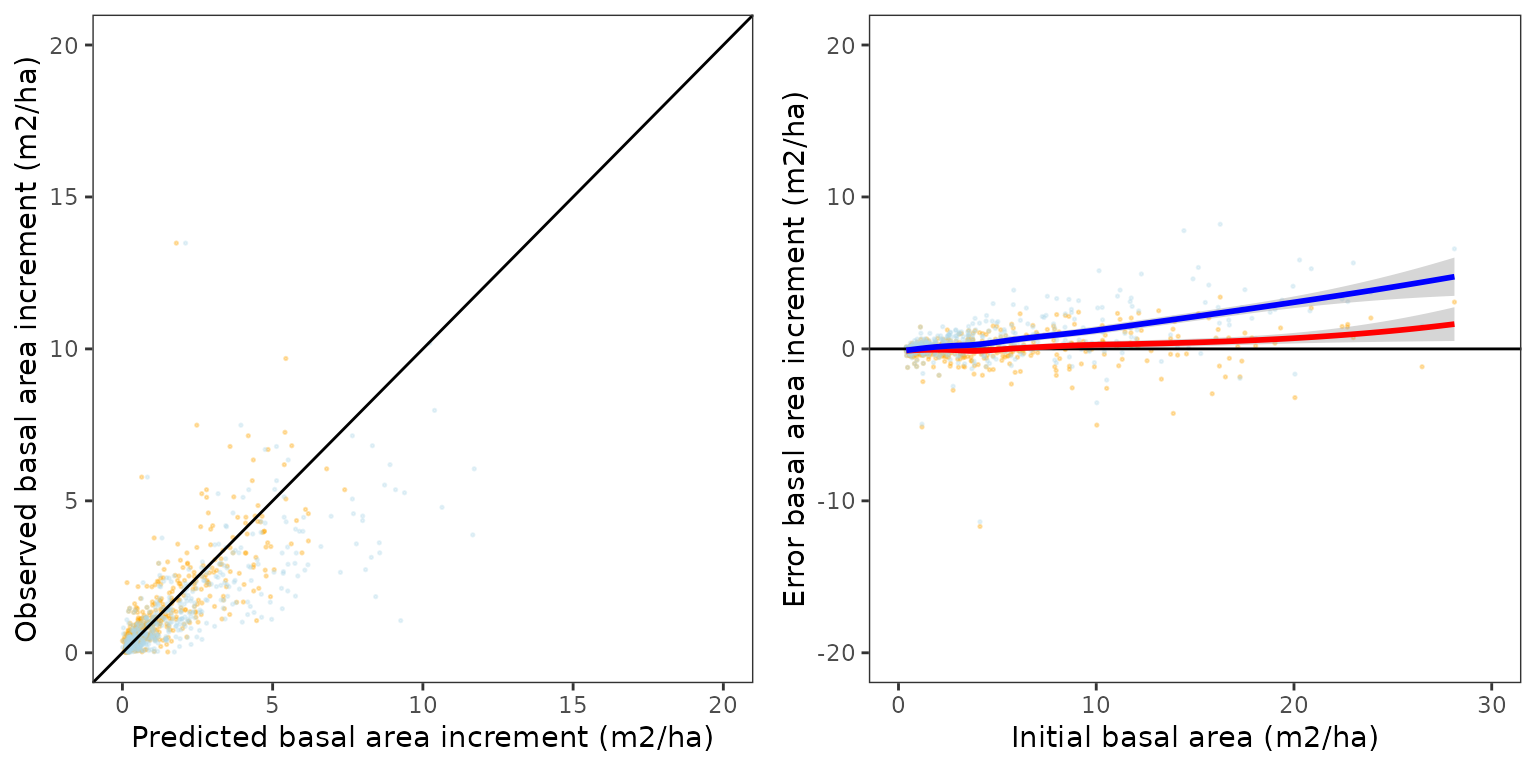 20
15
10
5
0
Observed basal area increment (m2/ha)
0 5 10 15 20
Predicted basal area increment (m2/ha)
20
10
0
-10
-20
Error basal area increment (m2/ha)
0 10 20 30
Initial basal area (m2/ha)